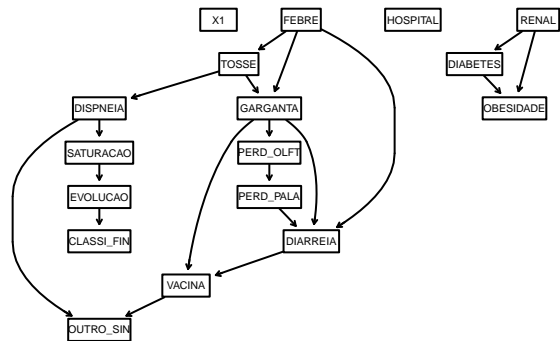 X1
FEBRE
HOSPITAL
RENAL
TOSSE
DIABETES
DISPNEIA
GARGANTA
OBESIDADE
SATURACAO
PERD_OLFT
EVOLUCAO
PERD_PALA
CLASSI_FIN
DIARREIA
VACINA
OUTRO_SIN